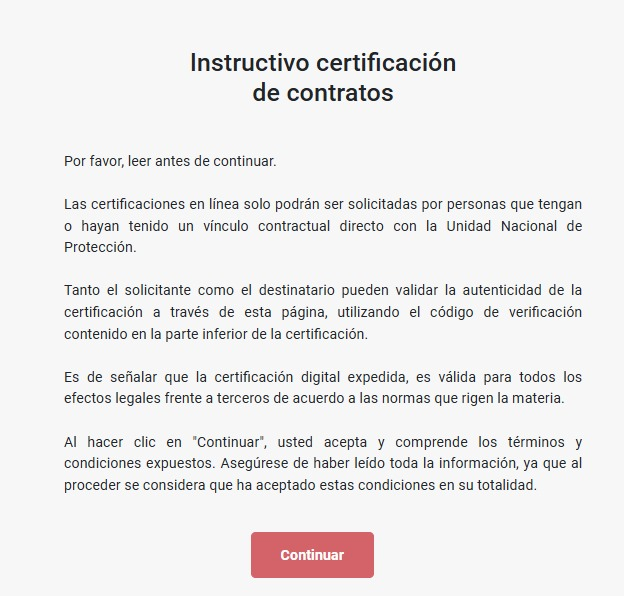 Instructivo certificación
de contratos
Por favor, leer antes de continuar.
Las certificaciones en línea solo podrán ser solicitadas por personas que tengan
o hayan tenido un vínculo contractual directo con la Unidad Nacional de
Protección.
Tanto el solicitante como el destinatario pueden validar la autenticidad de la
certificación a través de esta página, utilizando el código de verificación
contenido en la parte inferior de la certificación.
Es de señalar que la certificación digital expedida, es válida para todos los
efectos legales frente a terceros de acuerdo a las normas que rigen la materia.
Al hacer clic en "Continuar", usted acepta y comprende los términos y
condiciones expuestos. Asegúrese de haber leído toda la información, ya que al
proceder se considera que ha aceptado estas condiciones en su totalidad.
Continuar